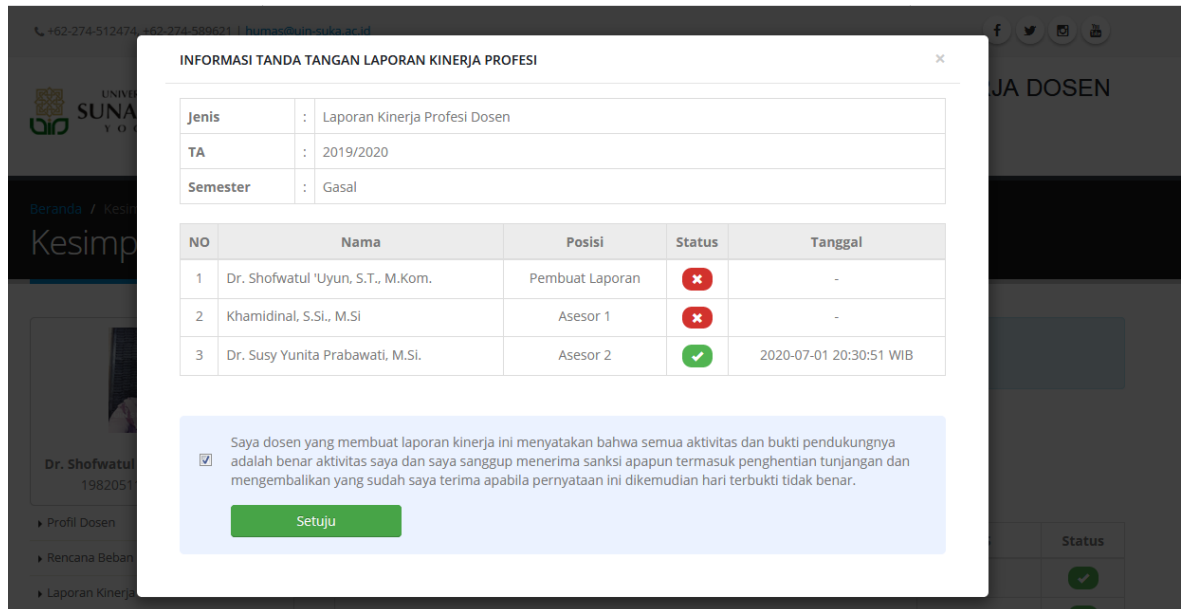 +62-274-512474, +62-274-589621 | humas@uin-suka.ac.id
INFORMASI TANDA TANGAN LAPORAN KINERJA PROFESI
×
UNIVE
SUNA
Y O
JA DOSEN
Jenis : Laporan Kinerja Profesi Dosen
TA : 2019/2020
Semester : Gasal
Beranda / Kesim
Kesimp
NO Nama Posisi Status Tanggal
1 Dr. Shofwatul 'Uyun, S.T., M.Kom. Pembuat Laporan -
2 Khamidinal, S.Si., M.Si Asesor 1 -
3 Dr. Susy Yunita Prabawati, M.Si. Asesor 2 2020-07-01 20:30:51 WIB
Saya dosen yang membuat laporan kinerja ini menyatakan bahwa semua aktivitas dan bukti pendukungnya
adalah benar aktivitas saya dan saya sanggup menerima sanksi apapun termasuk penghentian tunjangan dan
mengembalikan yang sudah saya terima apabila pernyataan ini dikemudian hari terbukti tidak benar.
Setuju
Dr. Shofwatul
1982051
Profil Dosen
Rencana Beban
Laporan Kinerja
Status